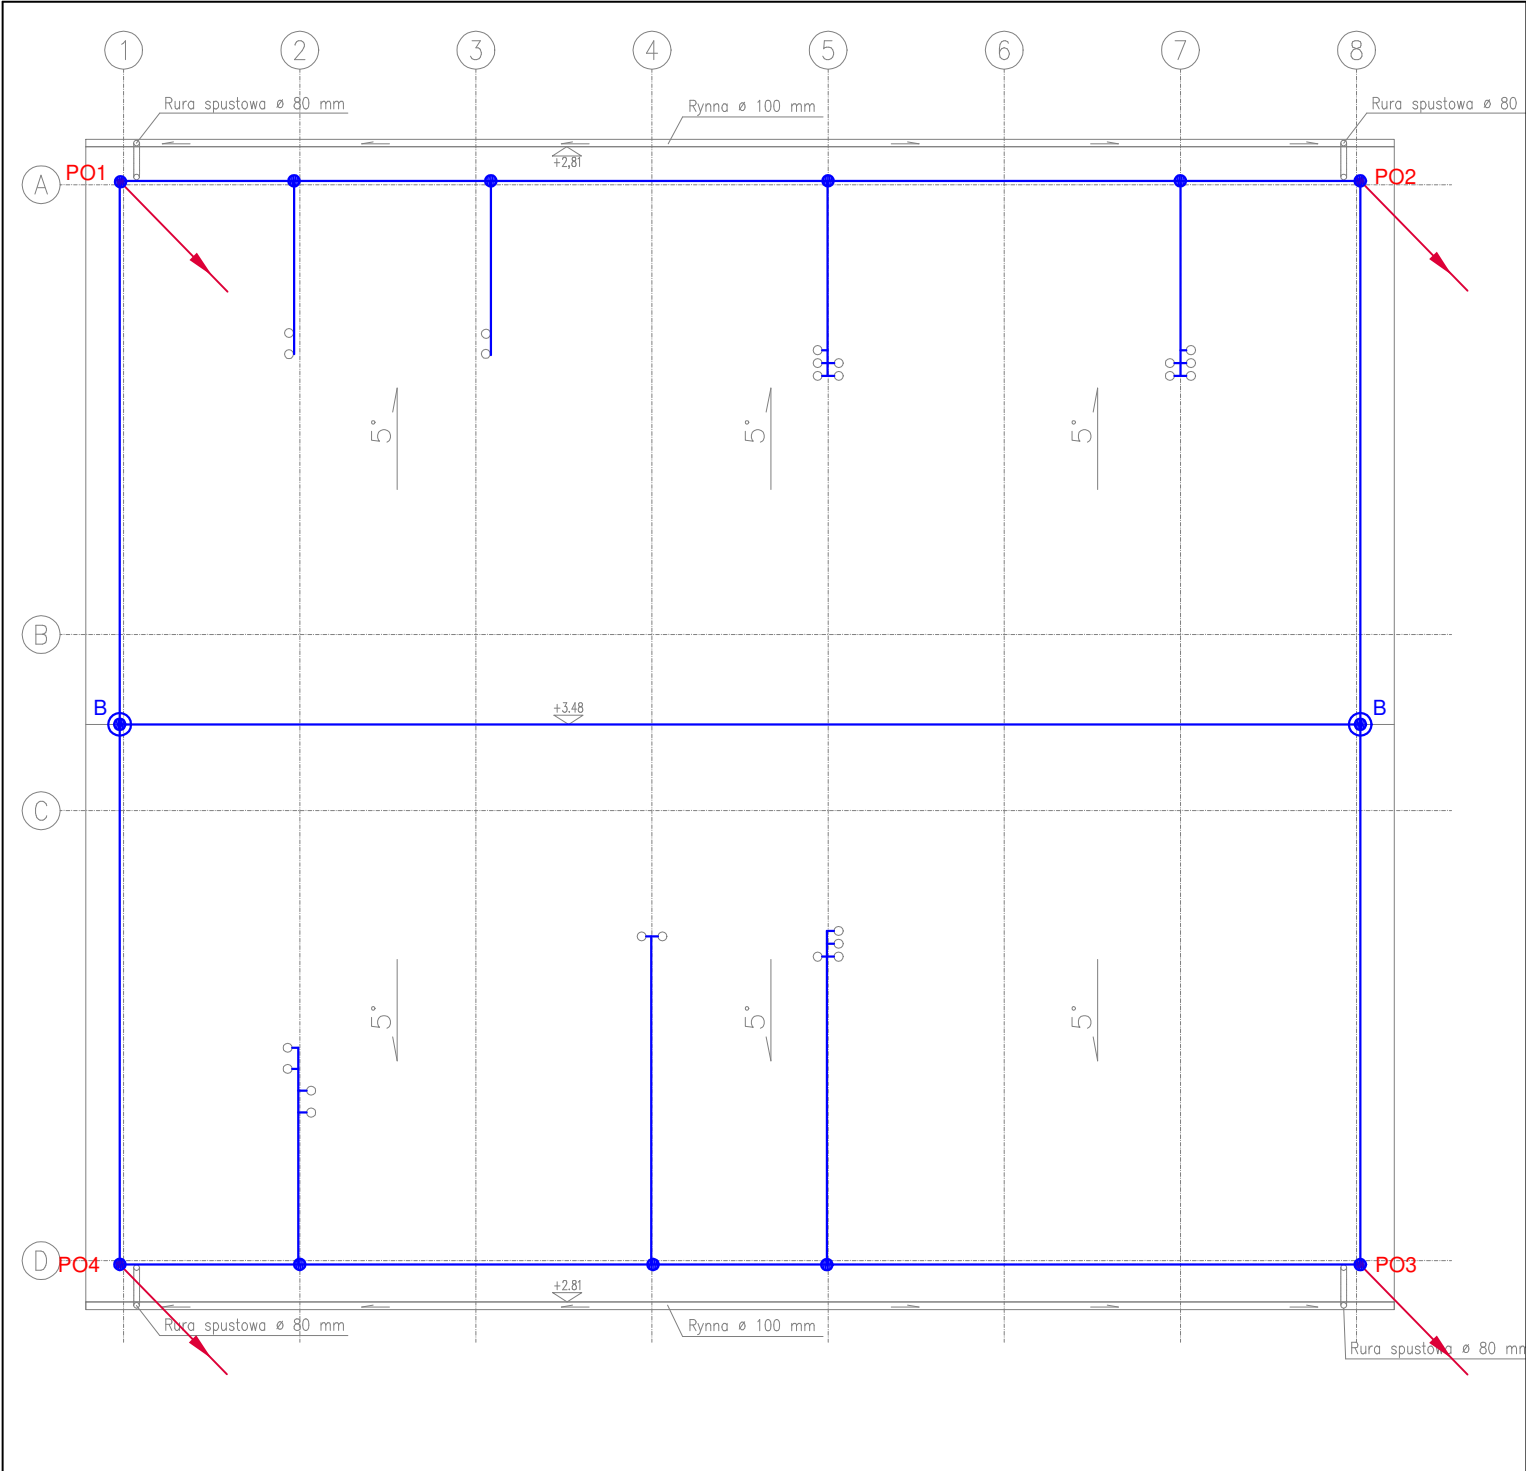 1 2 3 4 5 6 7 8
Rura spustowa ø 80 mm
Rynna ø 100 mm
Rura spustowa ø 80
+2,81
PO1
PO2
A
5°
5°
5°
B
B
+3.48
B
C
5°
5°
5°
D
PO4
PO3
+2.81
Rura spustowa ø 80 mm
Rynna ø 100 mm
Rura spustowa ø 80 mm